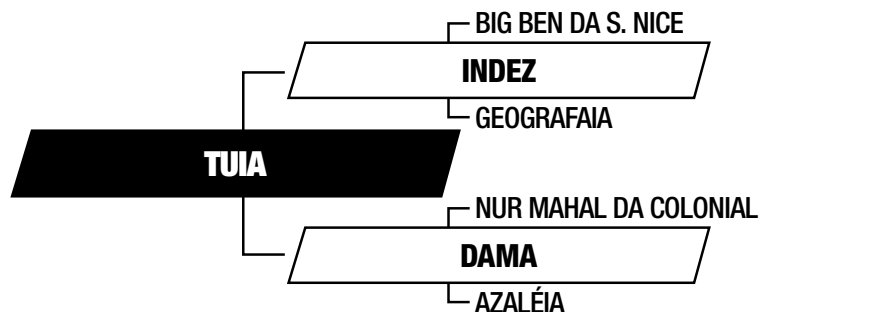 BIG BEN DA S. NICE
INDEZ
GEOGRAFAIA
TUIA
NUR MAHAL DA COLONIAL
DAMA
AZALÉIA